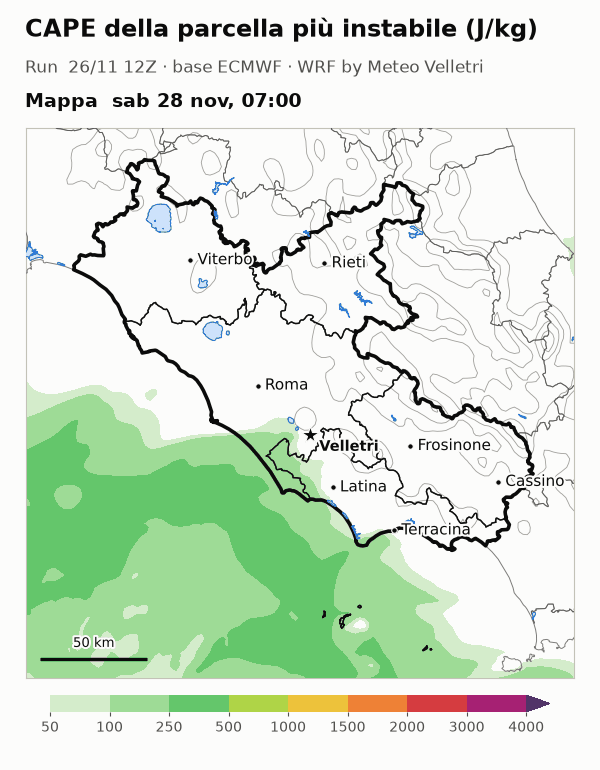 CAPE della parcella più instabile (J/kg)
Run  26/11 12Z · base ECMWF · WRF by Meteo Velletri
Mappa  sab 28 nov, 07:00
Viterbo
Rieti
Roma
Velletri
Frosinone
Latina
Cassino
Terracina
50 km
50 100 250 500 1000 1500 2000 3000 4000